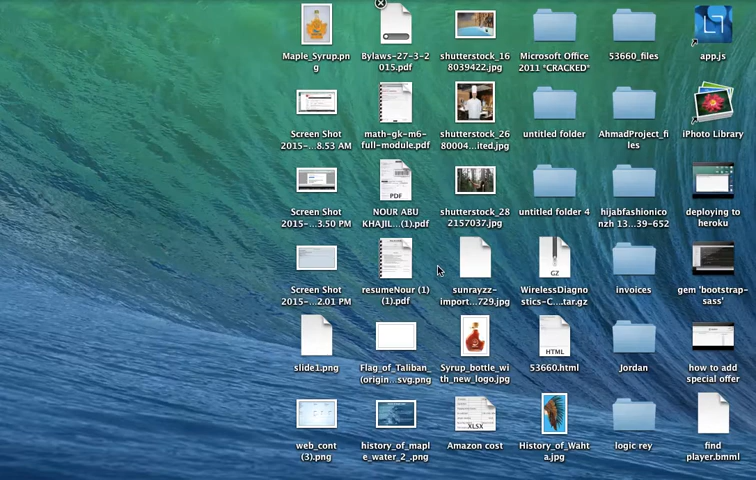 Maple_Syrup.pn
g
Bylaws-27-3-2
015.pdf
shutterstock_16
8039422.jpg
Microsoft Office
2011 *CRACKED*
53660_files
app.js
Screen Shot
2015-...8.53 AM
math-gk-m6-
full-module.pdf
shutterstock_26
80004...ited.jpg
untitled folder
AhmadProject_fi
les
iPhoto Library
PDF
Screen Shot
2015-...3.50 PM
NOUR ABU
KHAJIL...(1).pdf
shutterstock_28
2157037.jpg
untitled folder 4
hijabfashionico
nzh 13...39-652
deploying to
heroku
GZ
Screen Shot
2015-...2.01 PM
resumeNour (1)
(1).pdf
sunrayzz-
import...729.jpg
WirelessDiagno
stics-C....tar.gz
invoices
gem 'bootstrap-
sass'
HTML
slide1.png
Flag_of_Taliban_
(origin...svg.png
Syrup_bottle_wi
th_new_logo.jpg
53660.html
Jordan
how to add
special offer
XLSX
web_cont
(3).png
history_of_mapl
e_water_2_.png
Amazon cost
History_of_Waht
a.jpg
logic rey
find
player.bmml